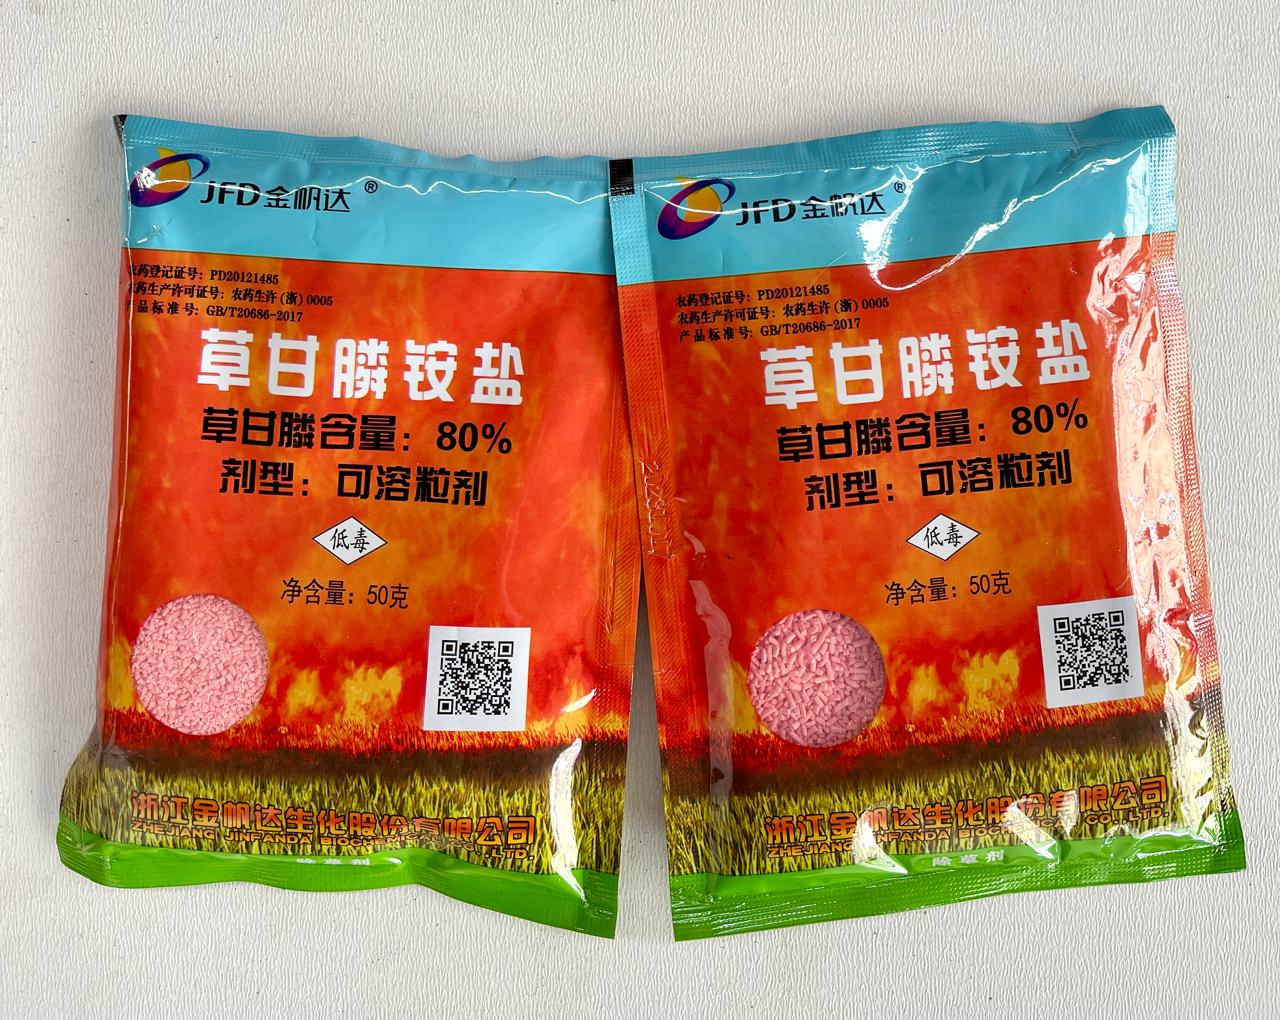 JFD金帆达®
农药登记证号：PD20121485
农药生产许可证号：农药生许(浙)0005
产品标准号：GB/T20686-2017
草甘膦铵盐
草甘膦含量：80%
剂型：可溶粒剂
低毒
净含量：50克
浙江金帆达生化股份有限公司
ZHEJIANG JINFANDA BIOCHEMICAL CO.,LTD.
除草剂
JFD金帆达®
农药登记证号：PD20121485
农药生产许可证号：农药生许(浙)0005
产品标准号：GB/T20686-2017
草甘膦铵盐
草甘膦含量：80%
剂型：可溶粒剂
低毒
净含量：50克
浙江金帆达生化股份有限公司
ZHEJIANG JINFANDA BIOCHEMICAL CO.,LTD.
除草剂